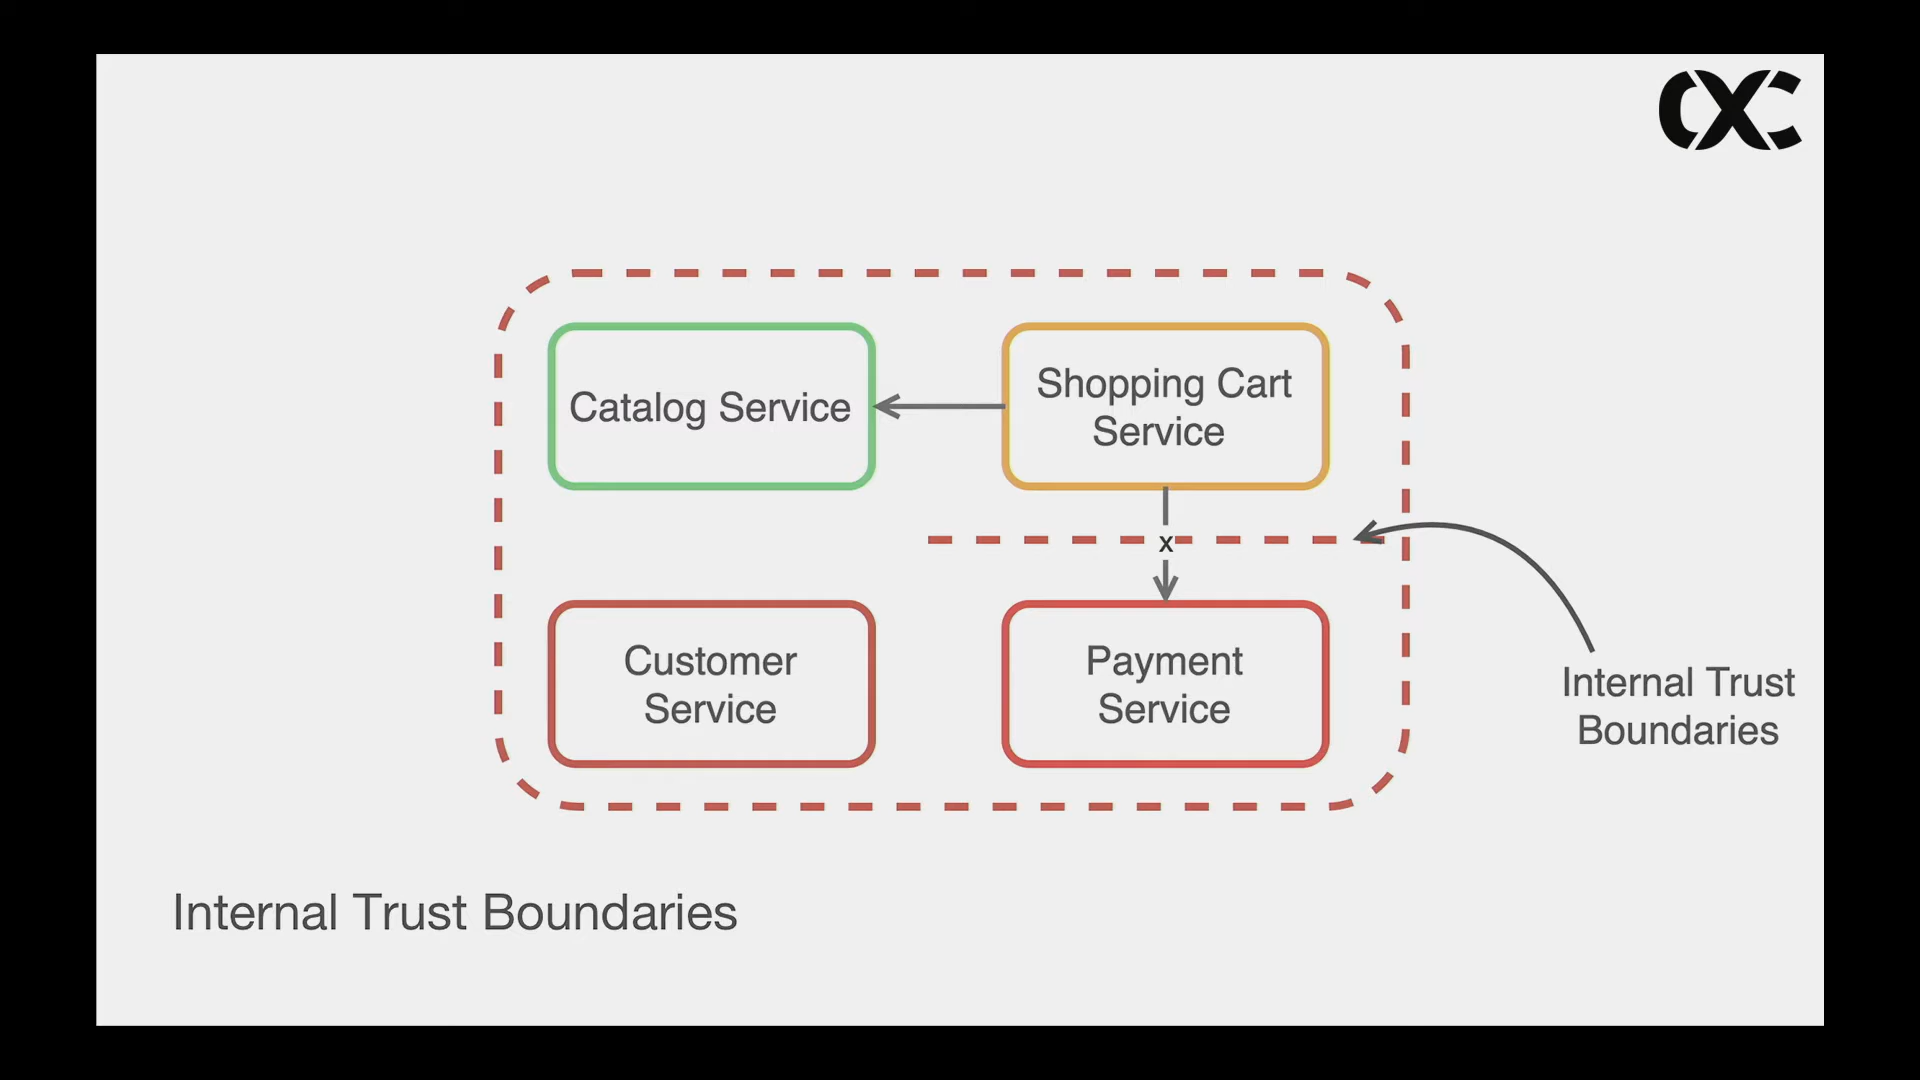 Catalog Service
Shopping Cart
Service
x
Customer
Service
Payment
Service
Internal Trust
Boundaries
Internal Trust Boundaries